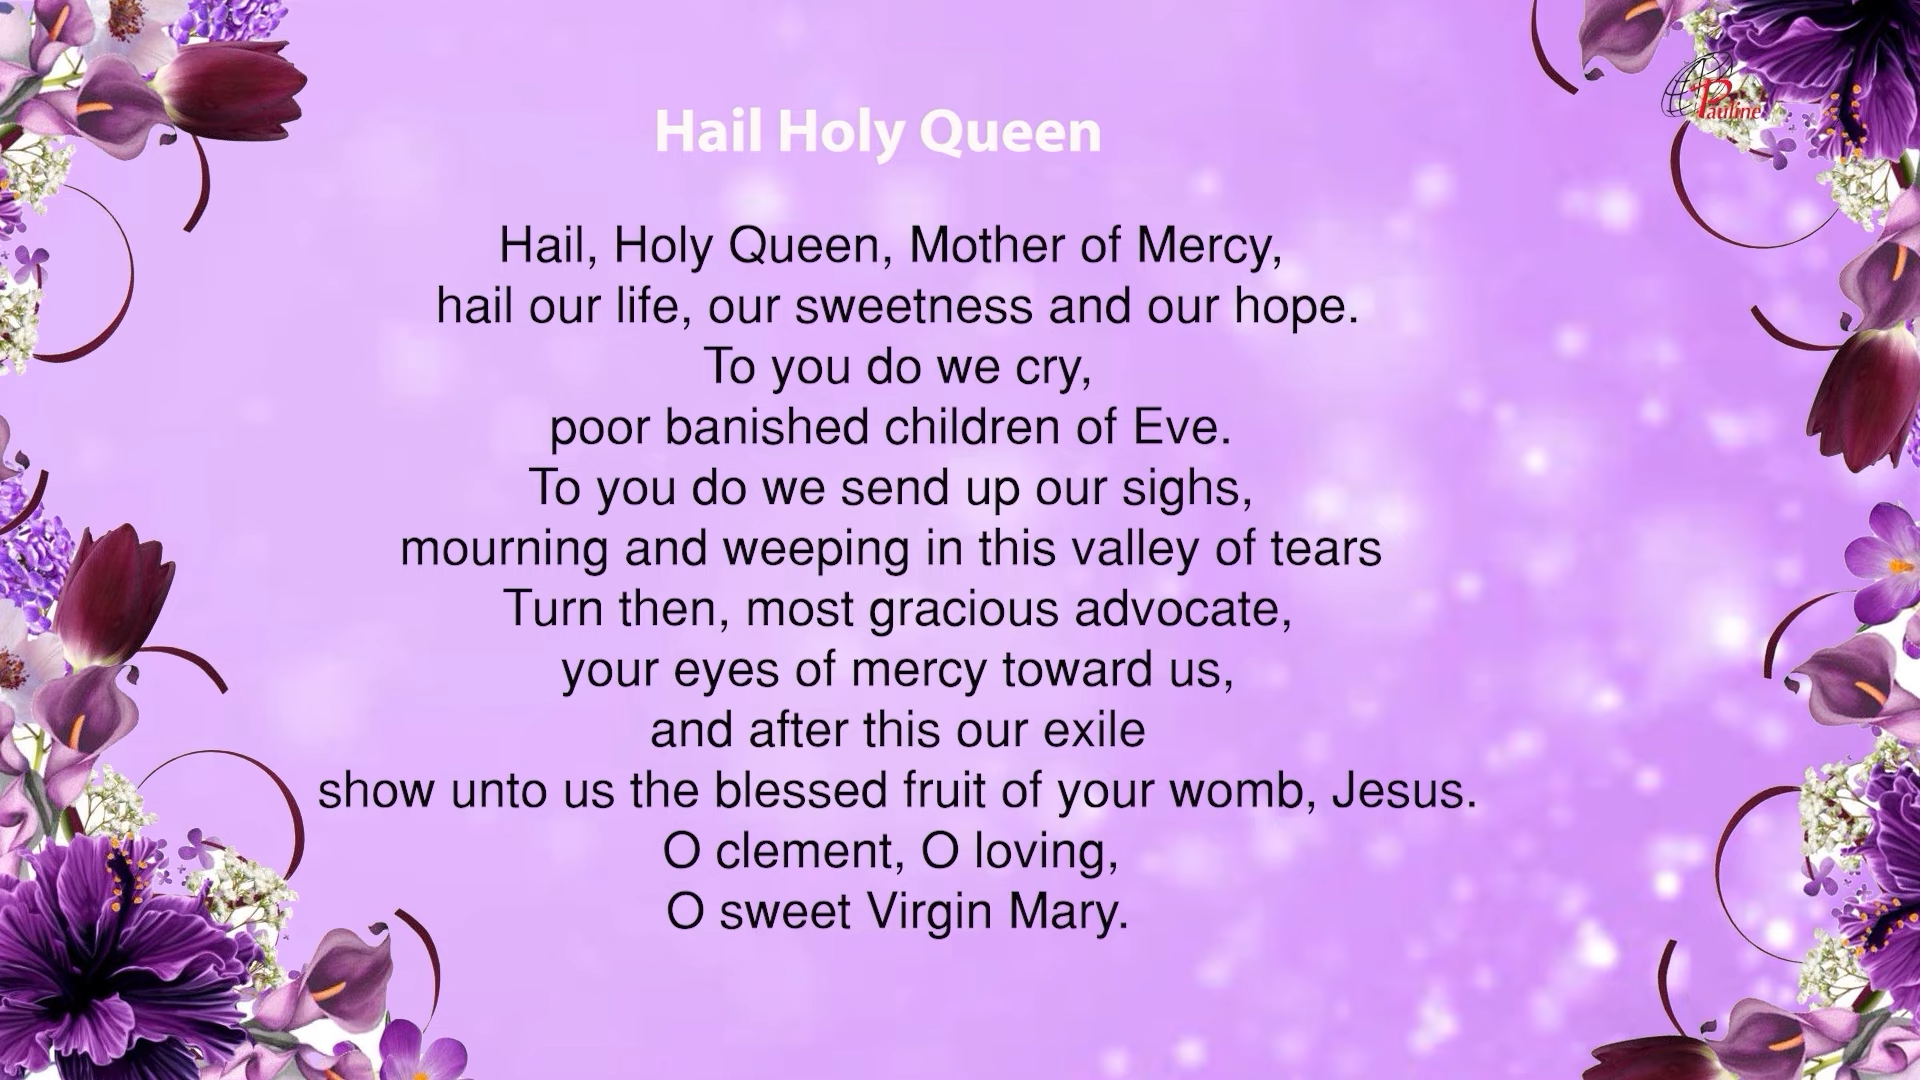 Pauline
Hail Holy Queen
Hail, Holy Queen, Mother of Mercy,
hail our life, our sweetness and our hope.
To you do we cry,
poor banished children of Eve.
To you do we send up our sighs,
mourning and weeping in this valley of tears
Turn then, most gracious advocate,
your eyes of mercy toward us,
and after this our exile
show unto us the blessed fruit of your womb, Jesus.
O clement, O loving,
O sweet Virgin Mary.